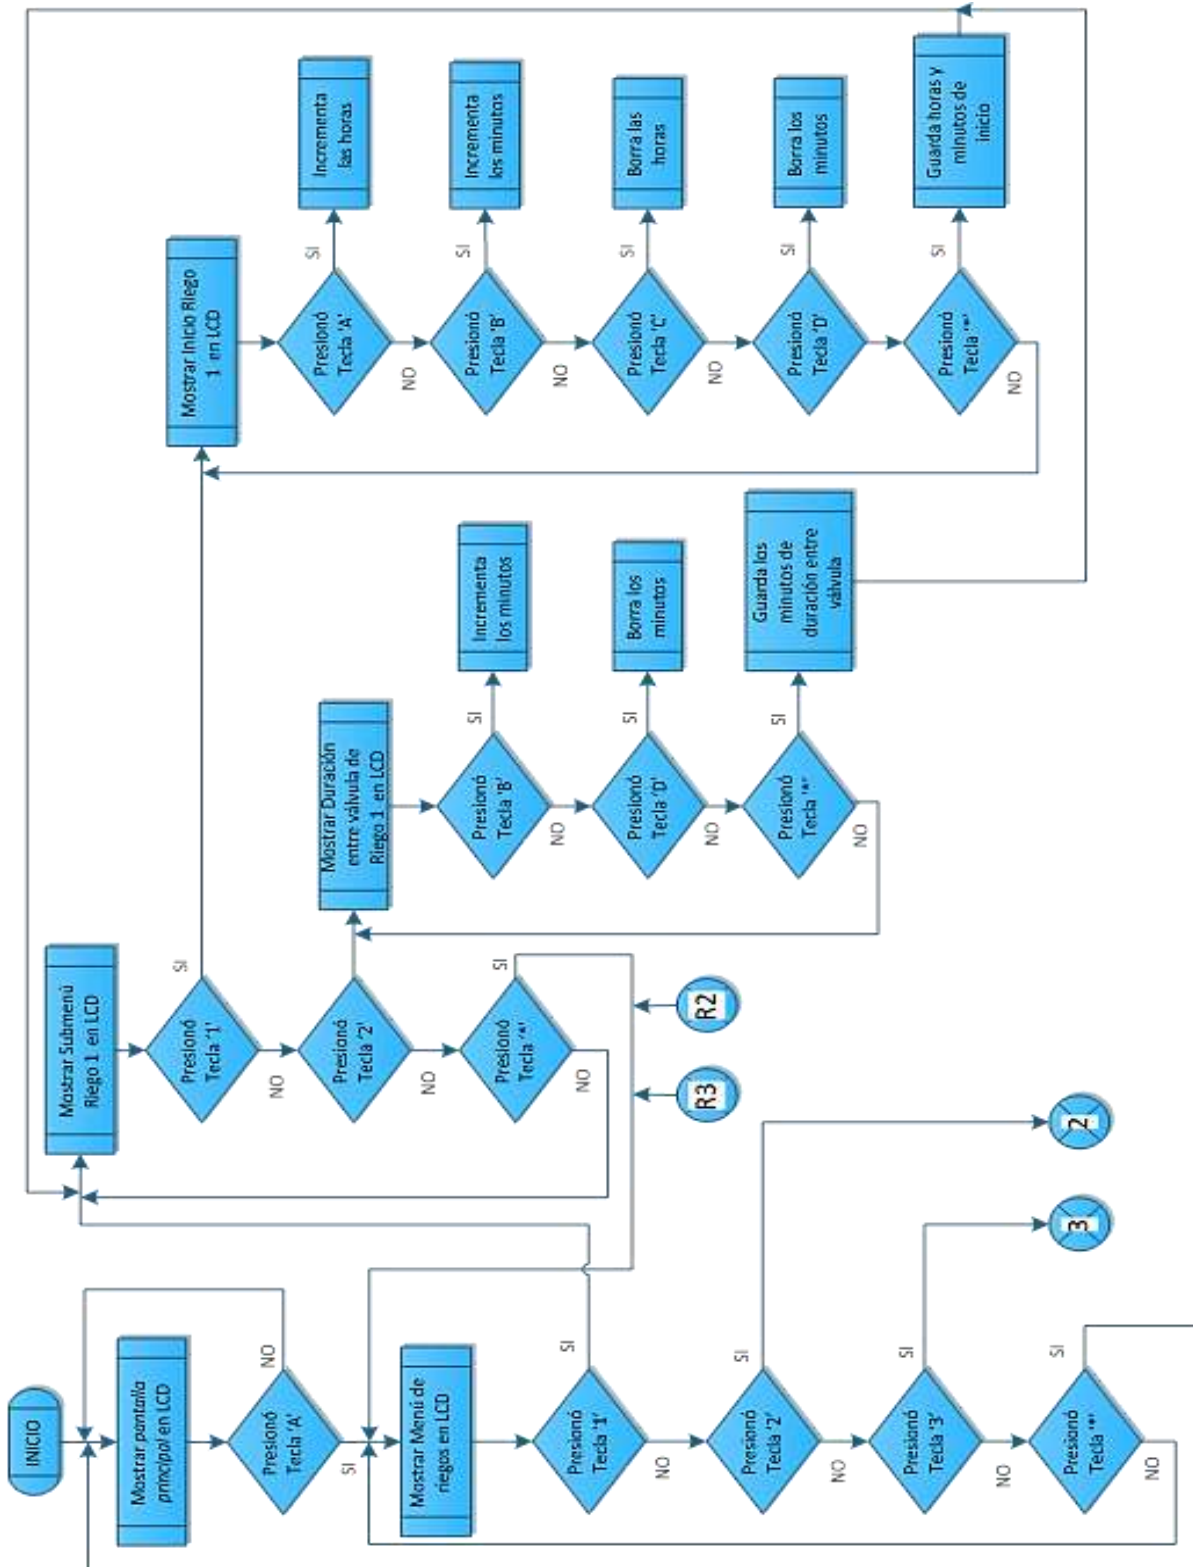 INICIO
Mostrar pantalla
principal en LCD
Presionó
Tecla 'A'
NO
SI
Mostrar Menú de
riegos en LCD
Presionó
Tecla '1'
SI
NO
Presionó
Tecla '2'
SI
NO
Presionó
Tecla '3'
SI
NO
Presionó
Tecla '*'
SI
NO
2
3
R2
R3
Mostrar Submenú
Riego 1 en LCD
Presionó
Tecla '1'
SI
NO
Presionó
Tecla '2'
NO
Presionó
Tecla '*'
SI
NO
Mostrar Duración
entre válvula de
Riego 1 en LCD
Presionó
Tecla 'B'
SI
NO
Incrementa
los minutos
Presionó
Tecla 'D'
SI
NO
Borra los
minutos
Presionó
Tecla '*'
SI
NO
Guarda los
minutos de
duración entre
válvula
Mostrar Inicio Riego
1 en LCD
Presionó
Tecla 'A'
SI
NO
Incrementa
las horas
Presionó
Tecla 'B'
SI
NO
Incrementa
los minutos
Presionó
Tecla 'C'
SI
NO
Borra las
horas
Presionó
Tecla 'D'
SI
Borra los
minutos
Presionó
Tecla '*'
SI
NO
Guarda horas y
minutos de
inicio